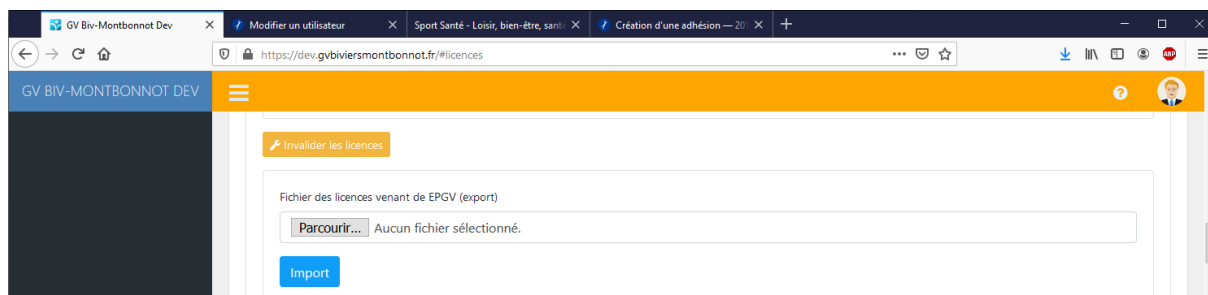 GV Biv-Montbonnot Dev
Modifier un utilisateur
Sport Santé - Loisir, bien-être, santé
Création d'une adhésion — 201
https://dev.gvbiviersmontbonnot.fr/#licences
ABP
GV BIV-MONTBONNOT DEV
Invalider les licences
Fichier des licences venant de EPGV (export)
Parcourir... Aucun fichier sélectionné.
Import